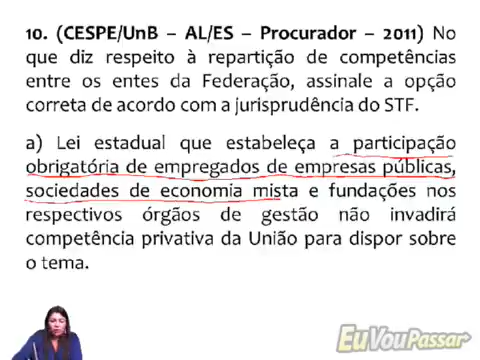 10. (CESPE/UnB – AL/ES – Procurador – 2011) No
que diz respeito à repartição de competências
entre os entes da Federação, assinale a opção
correta de acordo com a jurisprudência do STF.
a) Lei estadual que estabeleça a participação
obrigatória de empregados de empresas públicas,
sociedades de economia mista e fundações nos
respectivos órgãos de gestão não invadirá
competência privativa da União para dispor sobre
o tema.
EuVouPassar